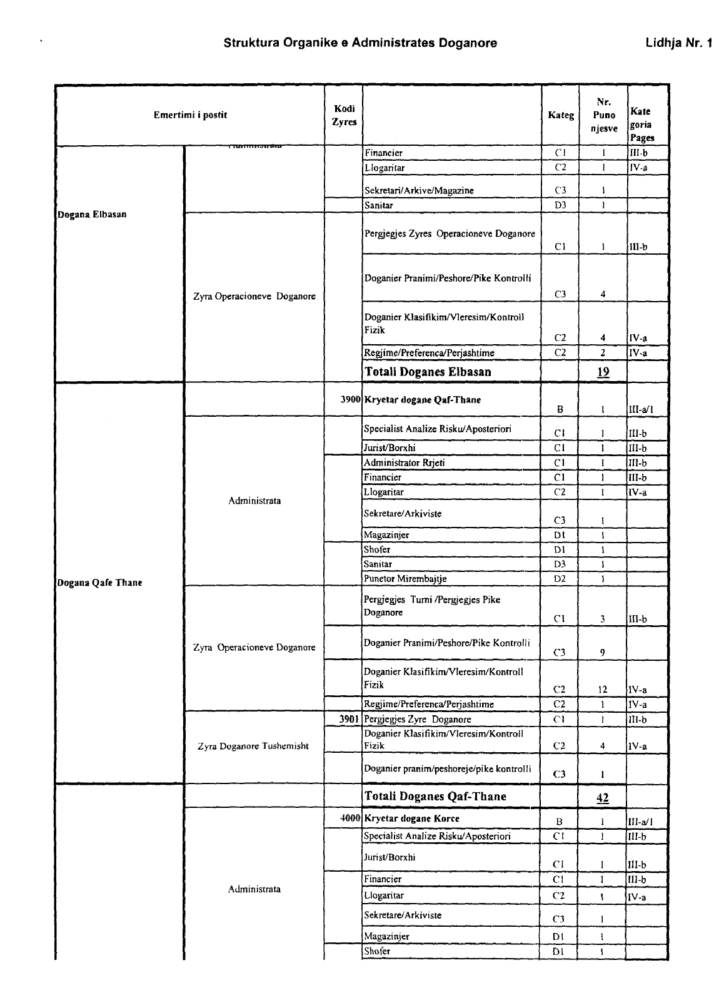 Struktura Organike e Administrates Doganore Lidhja Nr. 1
Emertimi i postit Kodi Zyres Kateg Nr. Puno njesve Kate goria Pages
Administrata
Financier C1 1 III-b
Llogaritar C2 1 IV-a
Sekretari/Arkive/Magazine C3 1
Sanitar D3 1
Dogana Elbasan
Pergjegjes Zyres Operacioneve Doganore C1 1 III-b
Doganier Pranimi/Peshore/Pike Kontrolli C3 4
Zyra Operacioneve Doganore
Doganier Klasifikim/Vleresim/Kontroll
Fizik C2 4 IV-a
Regjime/Preferenca/Perjashtime C2 2 IV-a
Totali Doganes Elbasan 19
3900 Kryetar dogane Qaf-Thane B 1 III-a/1
Specialist Analize Risku/Aposteriori C1 1 III-b
Jurist/Borxhi C1 1 III-b
Administrator Rrjeti C1 1 III-b
Financier C1 1 III-b
Llogaritar C2 1 IV-a
Administrata
Sekretare/Arkiviste C3 1
Magazinjer D1 1
Shofer D1 1
Sanitar D3 1
Punetor Mirembajtje D2 1
Dogana Qafe Thane
Pergjegjes Turni /Pergjegjes Pike
Doganore C1 3 III-b
Zyra Operacioneve Doganore
Doganier Pranimi/Peshore/Pike Kontrolli C3 9
Doganier Klasifikim/Vleresim/Kontroll
Fizik C2 12 IV-a
Regjime/Preferenca/Perjashtime C2 1 IV-a
3901 Pergjegjes Zyre Doganore C1 1 III-b
Doganier Klasifikim/Vleresim/Kontroll
Zyra Doganore Tushemisht Fizik C2 4 IV-a
Doganier pranim/peshoreje/pike kontrolli C3 1
Totali Doganes Qaf-Thane 42
4000 Kryetar dogane Korce B 1 III-a/1
Specialist Analize Risku/Aposteriori C1 1 III-b
Jurist/Borxhi C1 1 III-b
Financier C1 1 III-b
Administrata
Llogaritar C2 1 IV-a
Sekretare/Arkiviste C3 1
Magazinjer D1 1
Shofer D1 1